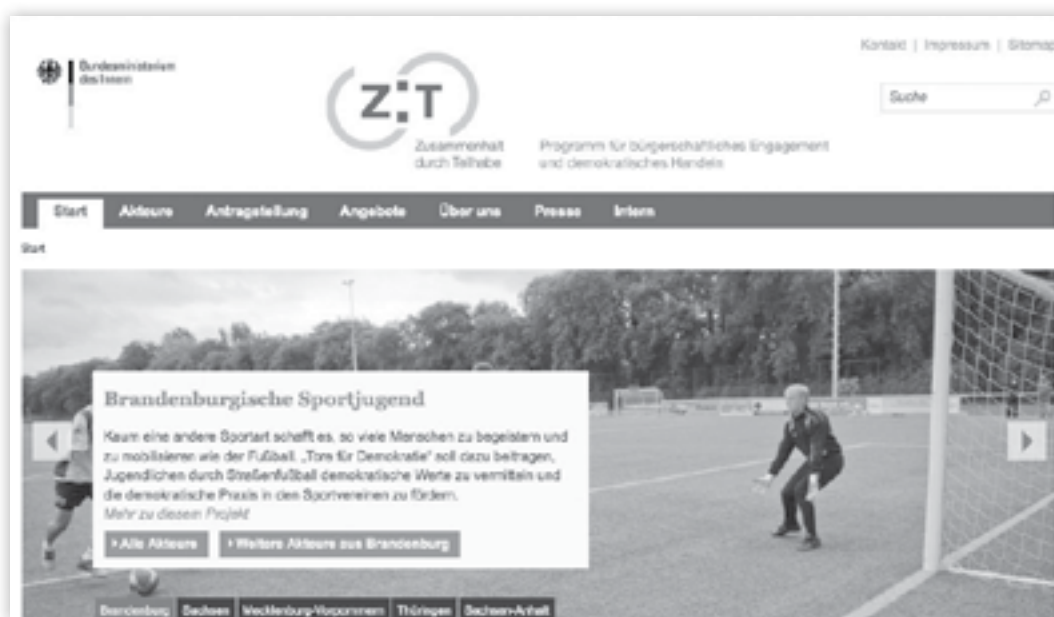 Kontakt | Impressum | Sitemap
Bundesministerium
des Innern
Z:T
Suche
Zusammenhalt
durch Teilhabe
Programm für bürgerschaftliches Engagement
und demokratisches Handeln
Start
Akteure
Antragstellung
Angebote
Über uns
Presse
Intern
Start
Brandenburgische Sportjugend
Kaum eine andere Sportart schafft es, so viele Menschen zu begeistern und
zu mobilisieren wie der Fußball. „Tore für Demokratie“ soll dazu beitragen,
Jugendlichen durch Straßenfußball demokratische Werte zu vermitteln und
die demokratische Praxis in den Sportvereinen zu fördern.
Mehr zu diesem Projekt
Alle Akteure
Weitere Akteure aus Brandenburg
Brandenburg
Sachsen
Mecklenburg-Vorpommern
Thüringen
Sachsen-Anhalt